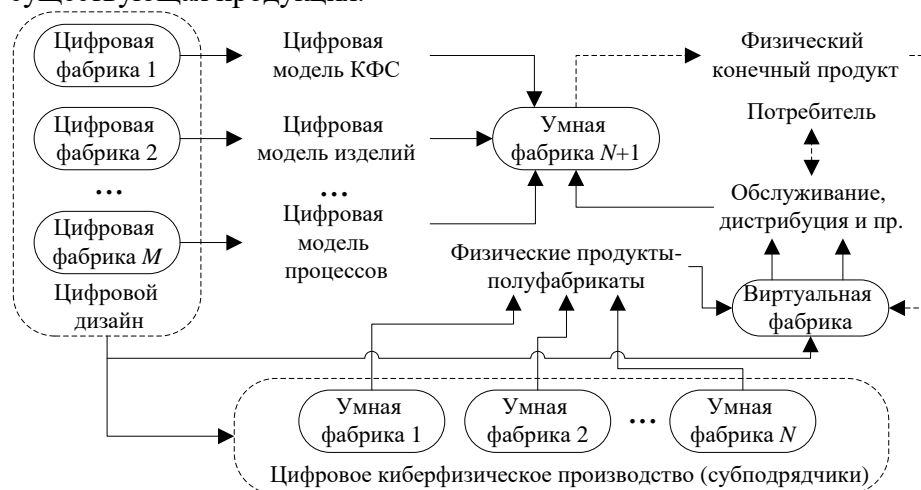 существующая продукция.
Цифровая
фабрика 1
Цифровая
модель КФС
Физический
конечный продукт
Цифровая
фабрика 2
Цифровая
модель изделий
Умная
фабрика N+1
Потребитель
...
...
Обслуживание,
дистрибуция и пр.
Цифровая
фабрика M
Цифровая
модель
процессов
Физические продукты-
полуфабрикаты
Виртуальная
фабрика
Цифровой
дизайн
Умная
фабрика 1
Умная
фабрика 2
...
Умная
фабрика N
Цифровое киберфизическое производство (субподрядчики)